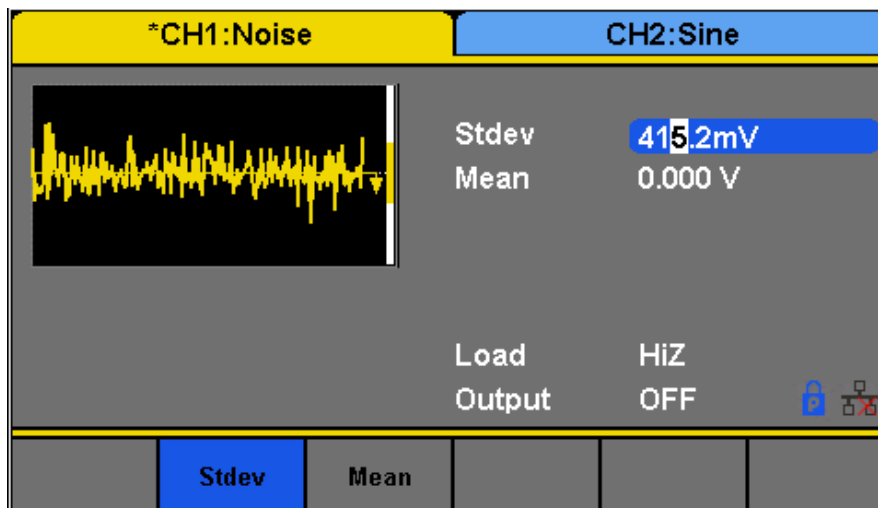 *CH1:Noise
CH2:Sine
Stdev 415.2mV
Mean 0.000 V
Load HiZ
Output OFF
P
Stdev Mean